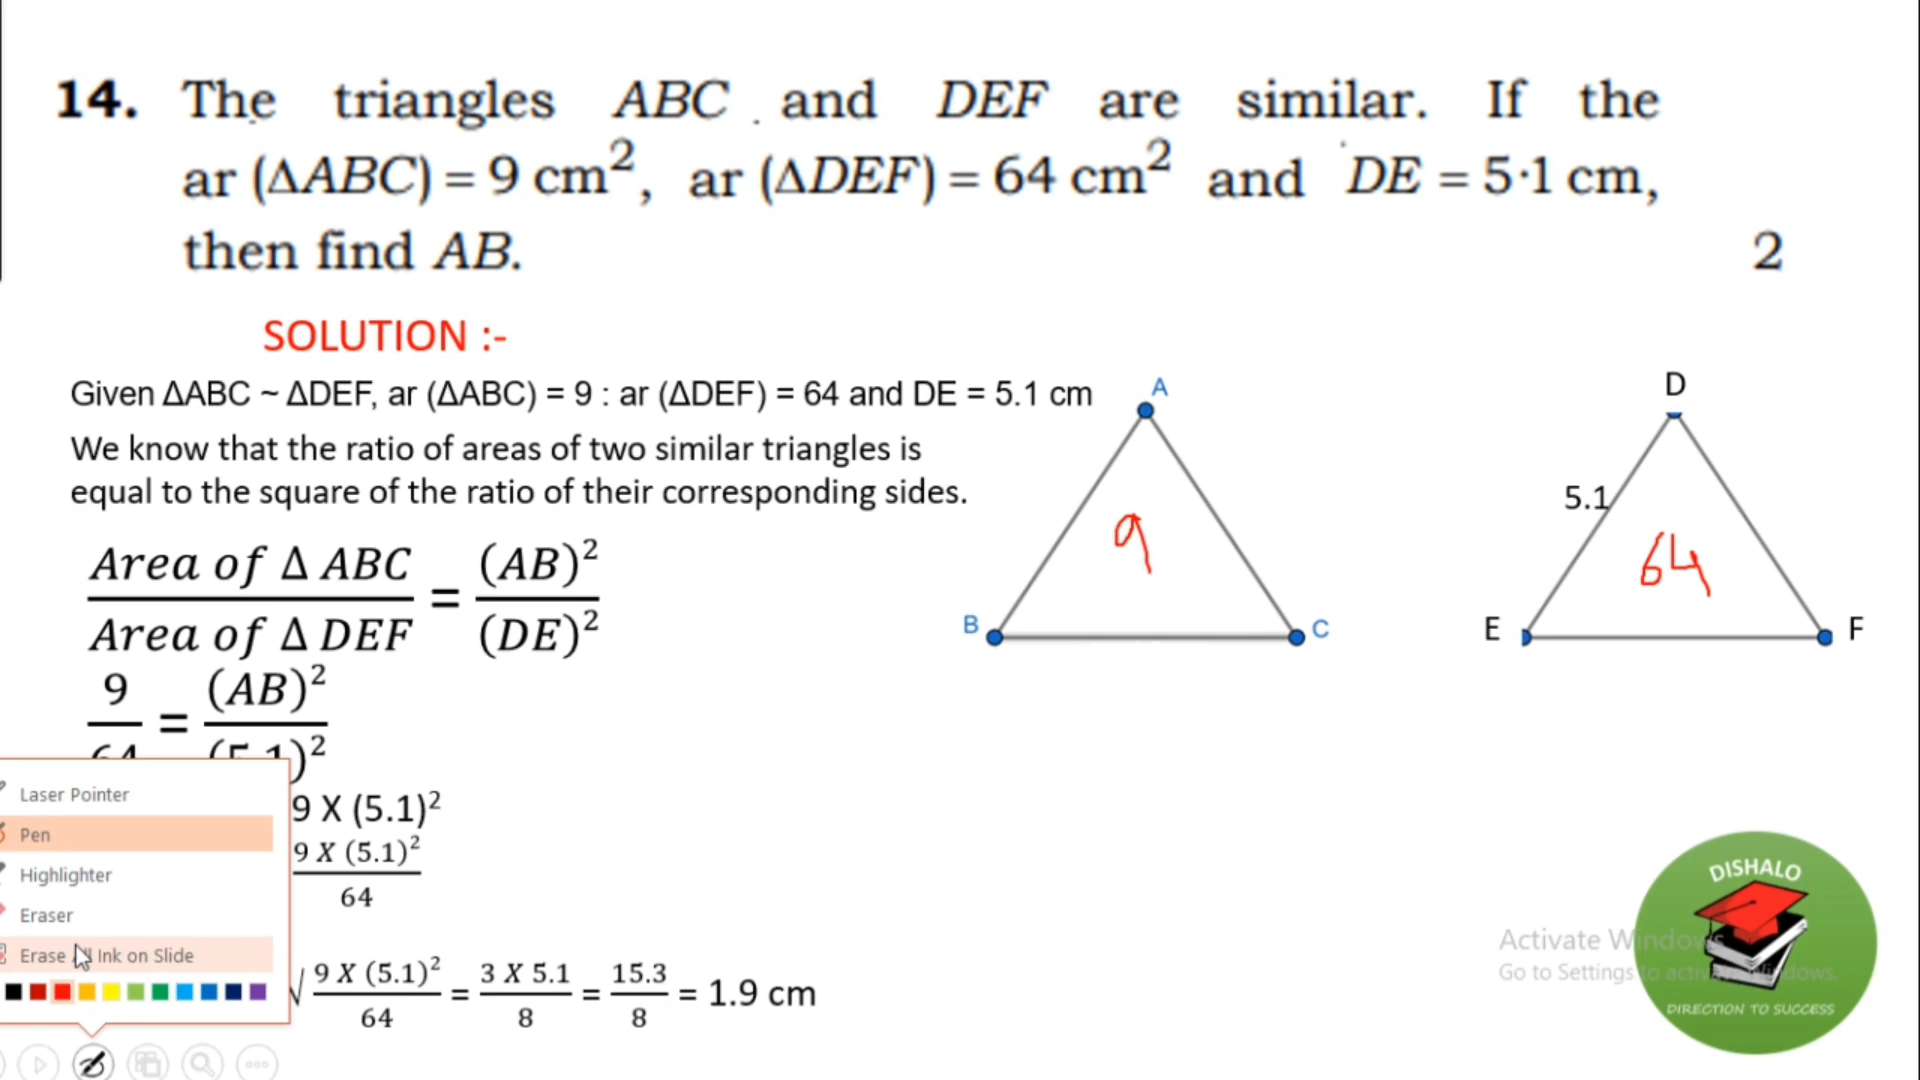 14. The triangles ABC and DEF are similar. If the
ar (ΔABC) = 9 cm², ar (ΔDEF) = 64 cm² and DE = 5·1 cm,
then find AB.
2
SOLUTION :-
Given ΔABC ~ ΔDEF, ar (ΔABC) = 9 : ar (ΔDEF) = 64 and DE = 5.1 cm
We know that the ratio of areas of two similar triangles is
equal to the square of the ratio of their corresponding sides.
Area of Δ ABC / Area of Δ DEF = (AB)² / (DE)²
9 / 64 = (AB)² / (5.1)²
9 X (5.1)²
9 X (5.1)² / 64
√ 9 X (5.1)² / 64 = 3 X 5.1 / 8 = 15.3 / 8 = 1.9 cm
A
B
C
9
D
5.1
E
F
64
Laser Pointer
Pen
Highlighter
Eraser
Erase All Ink on Slide
Activate Windows
Go to Settings to activate Windows.
DISHALO
DIRECTION TO SUCCESS